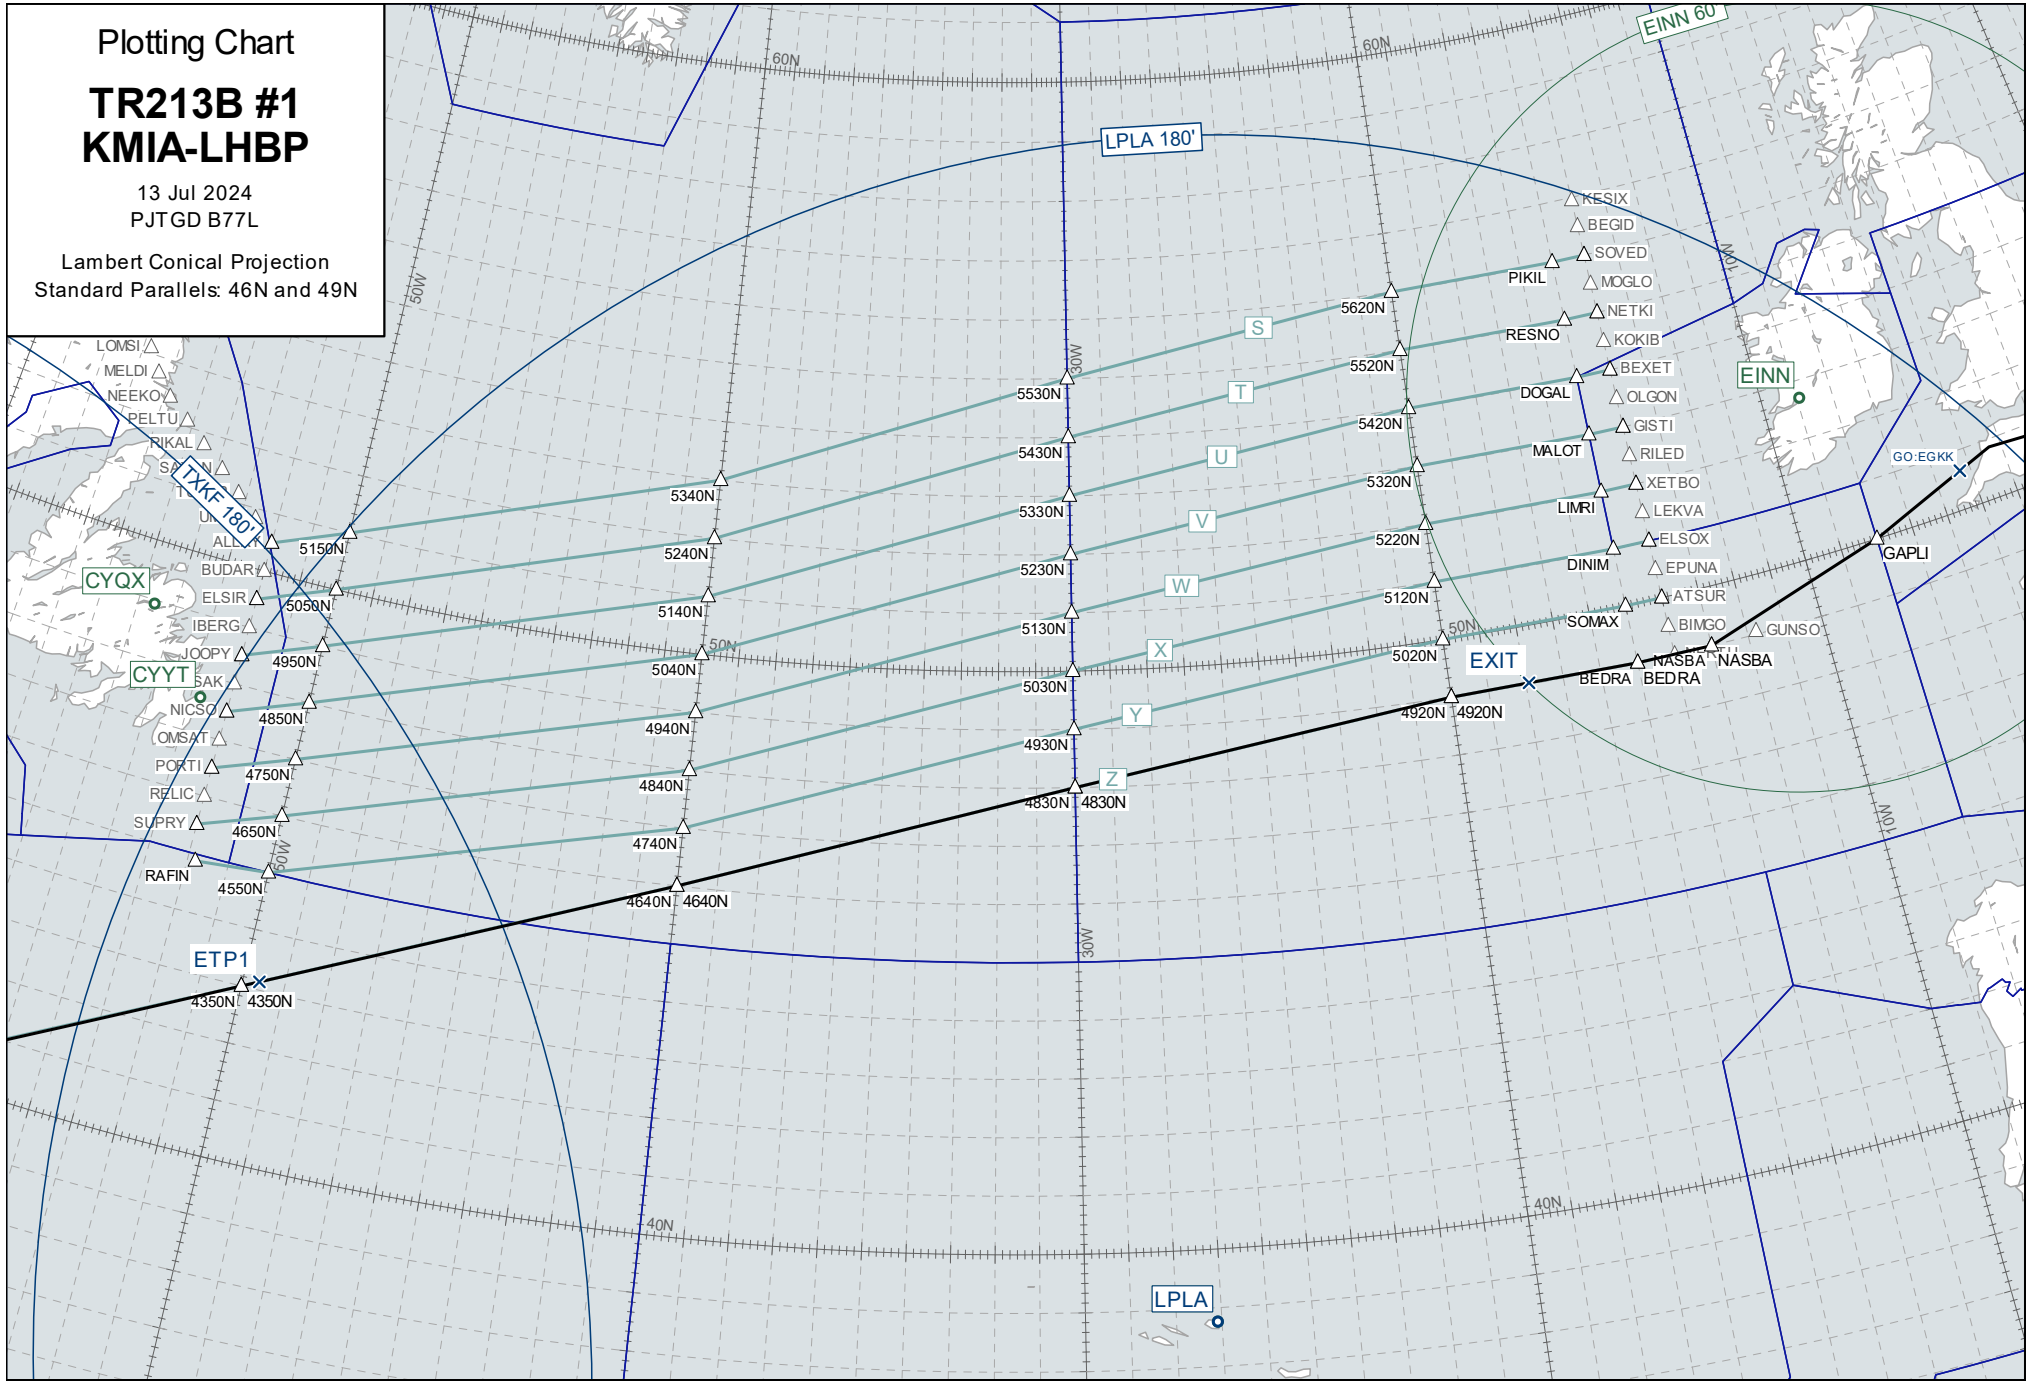 Plotting Chart
TR213B #1
KMIA-LHBP
13 Jul 2024
PJTGD B77L
Lambert Conical Projection
Standard Parallels: 46N and 49N
EINN 60'
60N
60N
LPLA 180'
KESIX
BEGID
SOVED
PIKIL
MOGLO
10W
50W
5620N
NETKI
RESNO
S
KOKIB
LOMSI
30W
5520N
BEXET
MELDI
EINN
T
5530N
DOGAL
OLGON
NEEKO
PELTU
5420N
GISTI
PIKAL
5430N
U
MALOT
RILED
GO:EGKK
5320N
XETBO
TXKF 180'
5340N
5330N
LIMRI
LEKVA
V
5220N
ELSOX
5150N
5240N
GAPLI
BUDAR
5230N
DINIM
EPUNA
CYQX
W
ELSIR
5050N
5140N
5120N
ATSUR
IBERG
5130N
50N
SOMAX
BIMGO
GUNSO
JOOPY
4950N
50N
X
5020N
EXIT
NASBA
NASBA
CYYT
5040N
5030N
BEDRA
BEDRA
NICSO
4850N
4920N
4920N
OMSAT
4940N
Y
4930N
PORTI
4750N
Z
RELIC
4840N
4830N
4830N
SUPRY
4650N
10W
4740N
50W
RAFIN
4550N
4640N
4640N
30W
ETP1
4350N
4350N
40N
40N
LPLA